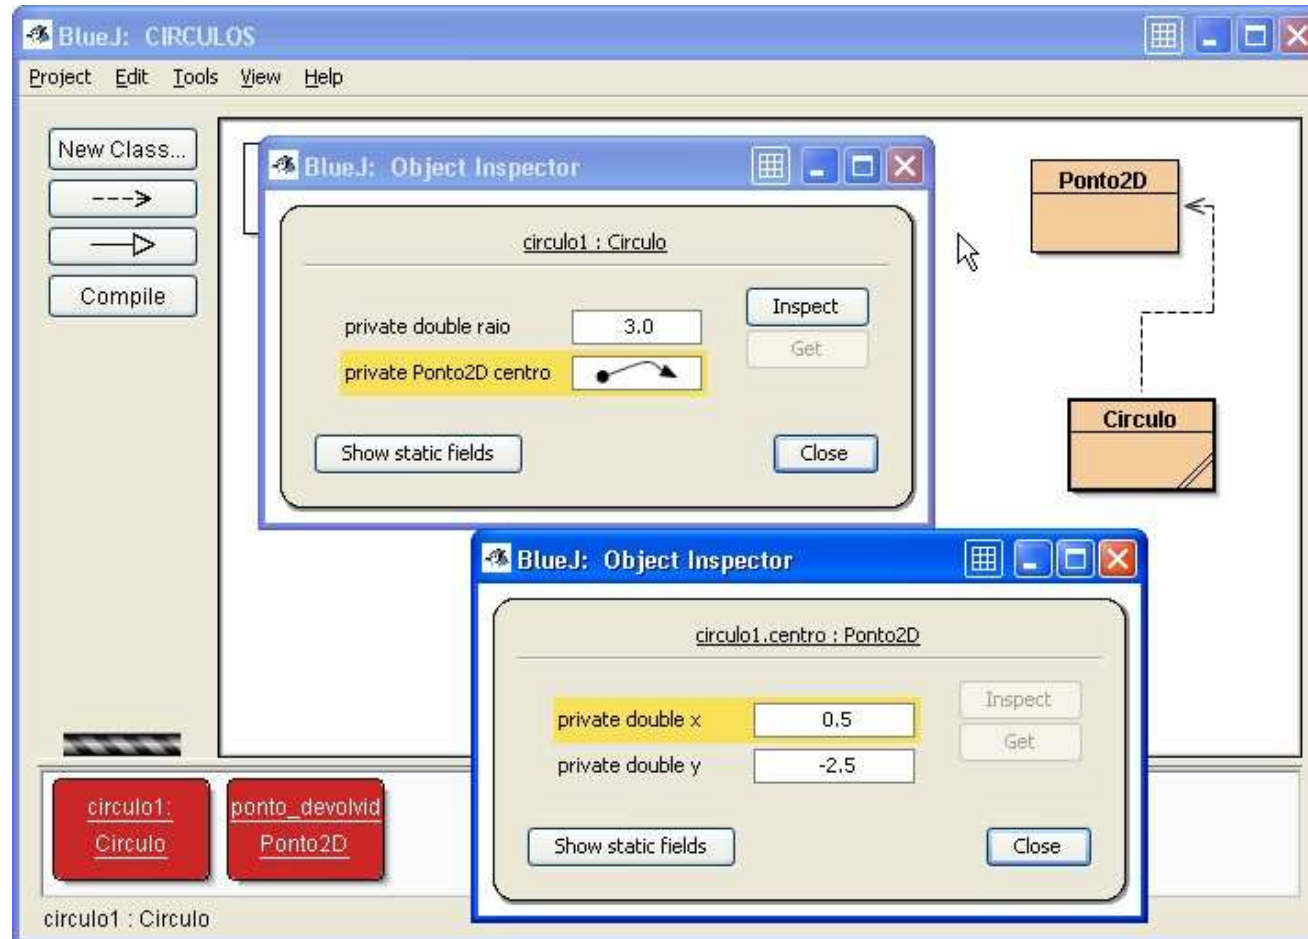 BlueJ: CIRCULOS
Project Edit Tools View Help
New Class...
Compile
BlueJ: Object Inspector
circulo1 : Circulo
private double raio 3.0
private Ponto2D centro
Inspect
Get
Show static fields
Close
Ponto2D
Circulo
BlueJ: Object Inspector
circulo1.centro : Ponto2D
private double x 0.5
private double y -2.5
Inspect
Get
Show static fields
Close
circulo1:
Circulo
ponto_devolvid
Ponto2D
circulo1 : Circulo